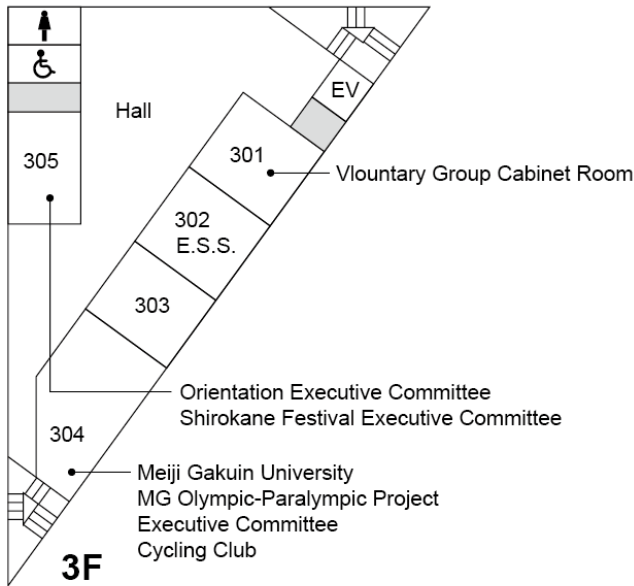 EV
Hall
301
Vlountary Group Cabinet Room
305
302
E.S.S.
303
Orientation Executive Committee
Shirokane Festival Executive Committee
304
Meiji Gakuin University
MG Olympic-Paralympic Project
Executive Committee
Cycling Club
3F